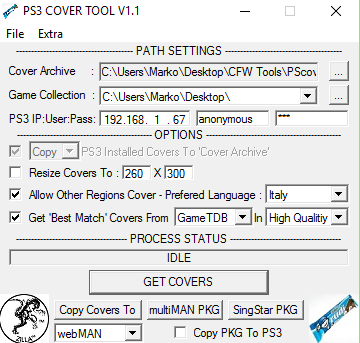 PS3 COVER TOOL V1.1
File Extra
PATH SETTINGS
Cover Archive : C:\Users\Marko\Desktop\CFW Tools\PScov ...
Game Collection : C:\Users\Marko\Desktop\ ...
PS3 IP:User:Pass: 192.168. 1 . 67 anonymous ***
OPTIONS
Copy PS3 Installed Covers To 'Cover Archive'
Resize Covers To : 260 X 300
Allow Other Regions Cover - Prefered Language : Italy
Get 'Best Match' Covers From GameTDB In High Qualitiy
PROCESS STATUS
IDLE
GET COVERS
Copy Covers To multiMAN PKG SingStar PKG
webMAN Copy PKG To PS3